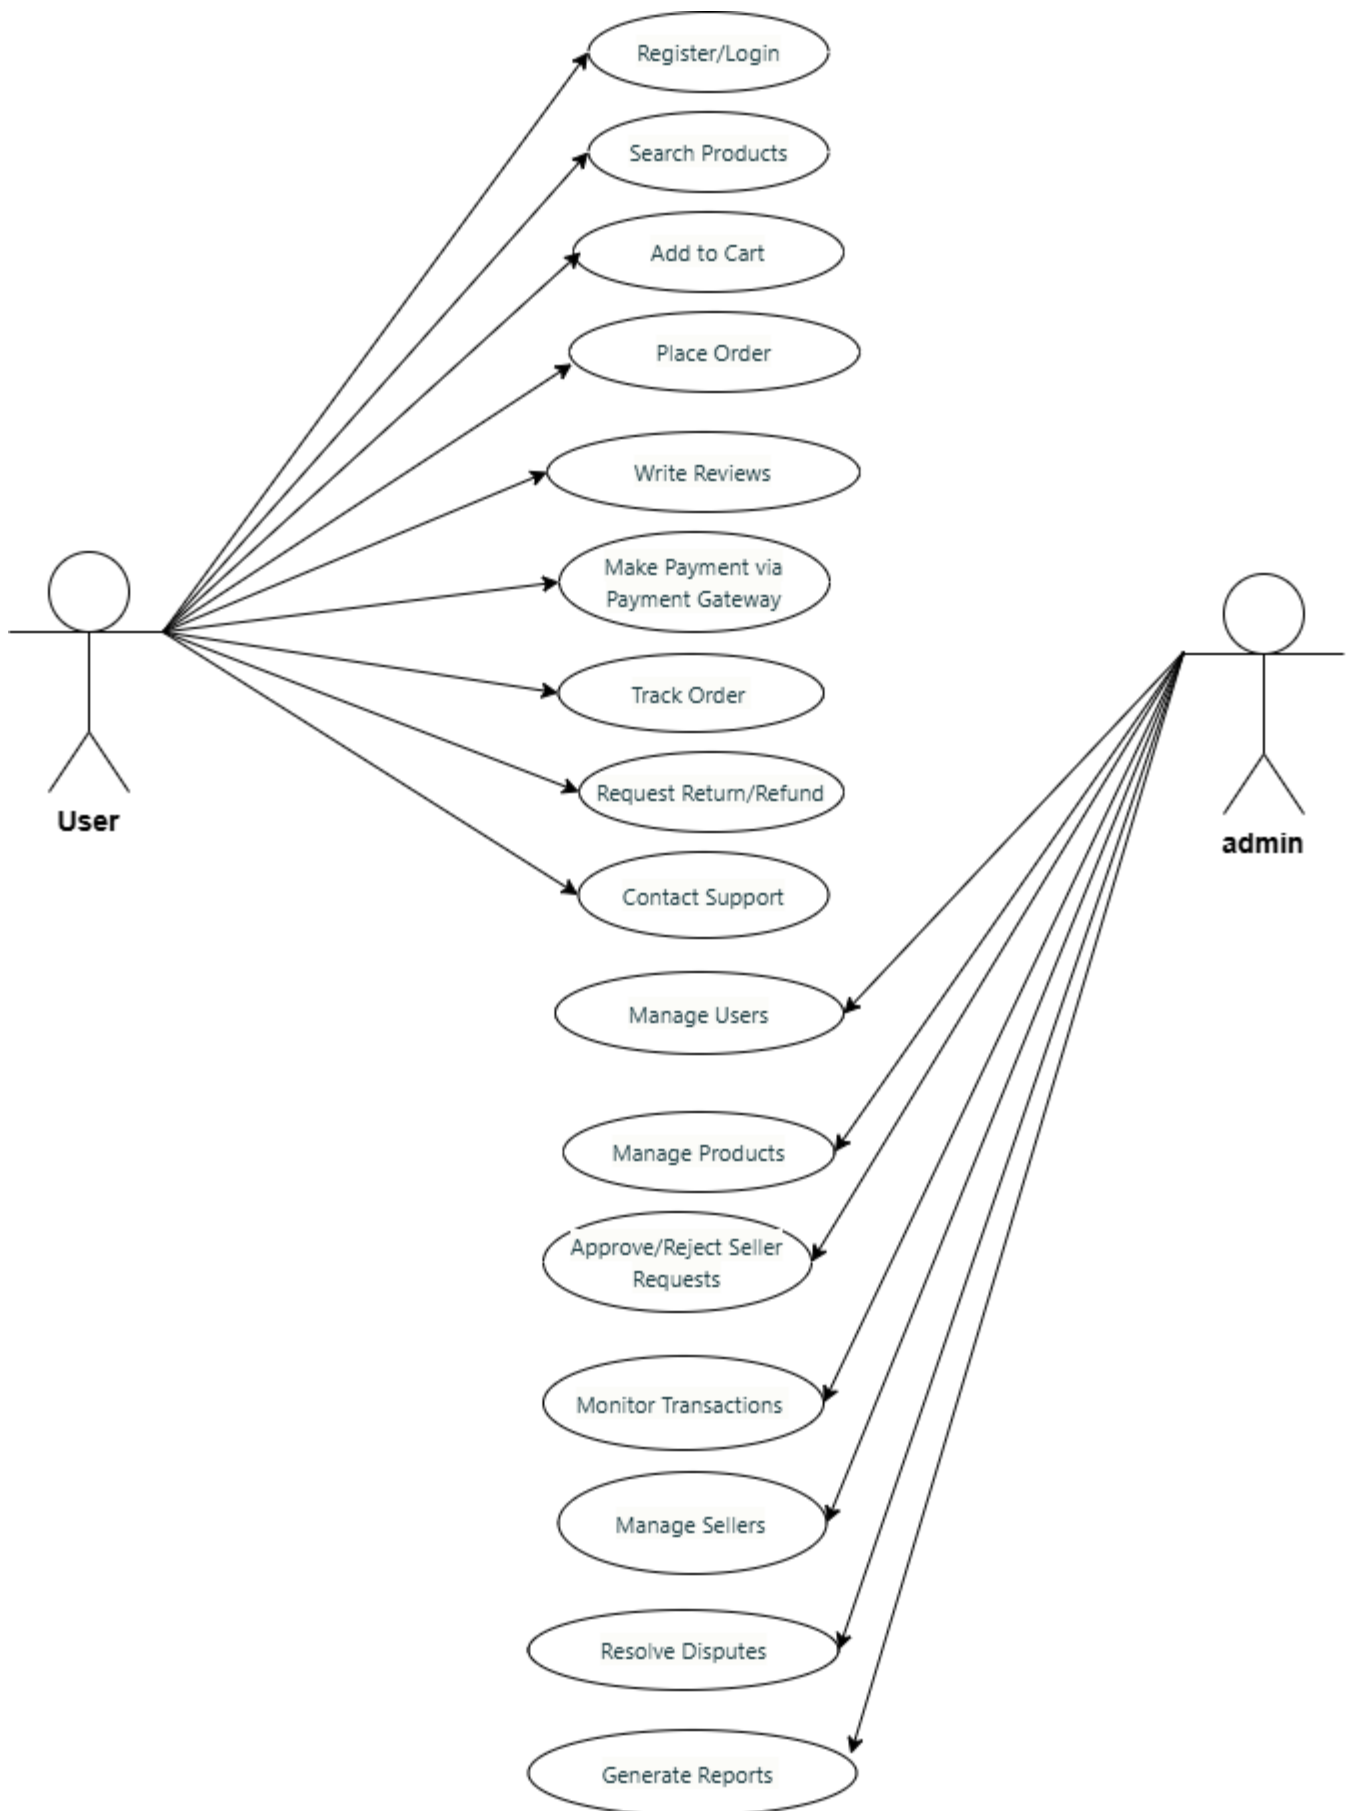 Register/Login
Search Products
Add to Cart
Place Order
Write Reviews
Make Payment via
Payment Gateway
Track Order
Request Return/Refund
User
admin
Contact Support
Manage Users
Manage Products
Approve/Reject Seller
Requests
Monitor Transactions
Manage Sellers
Resolve Disputes
Generate Reports